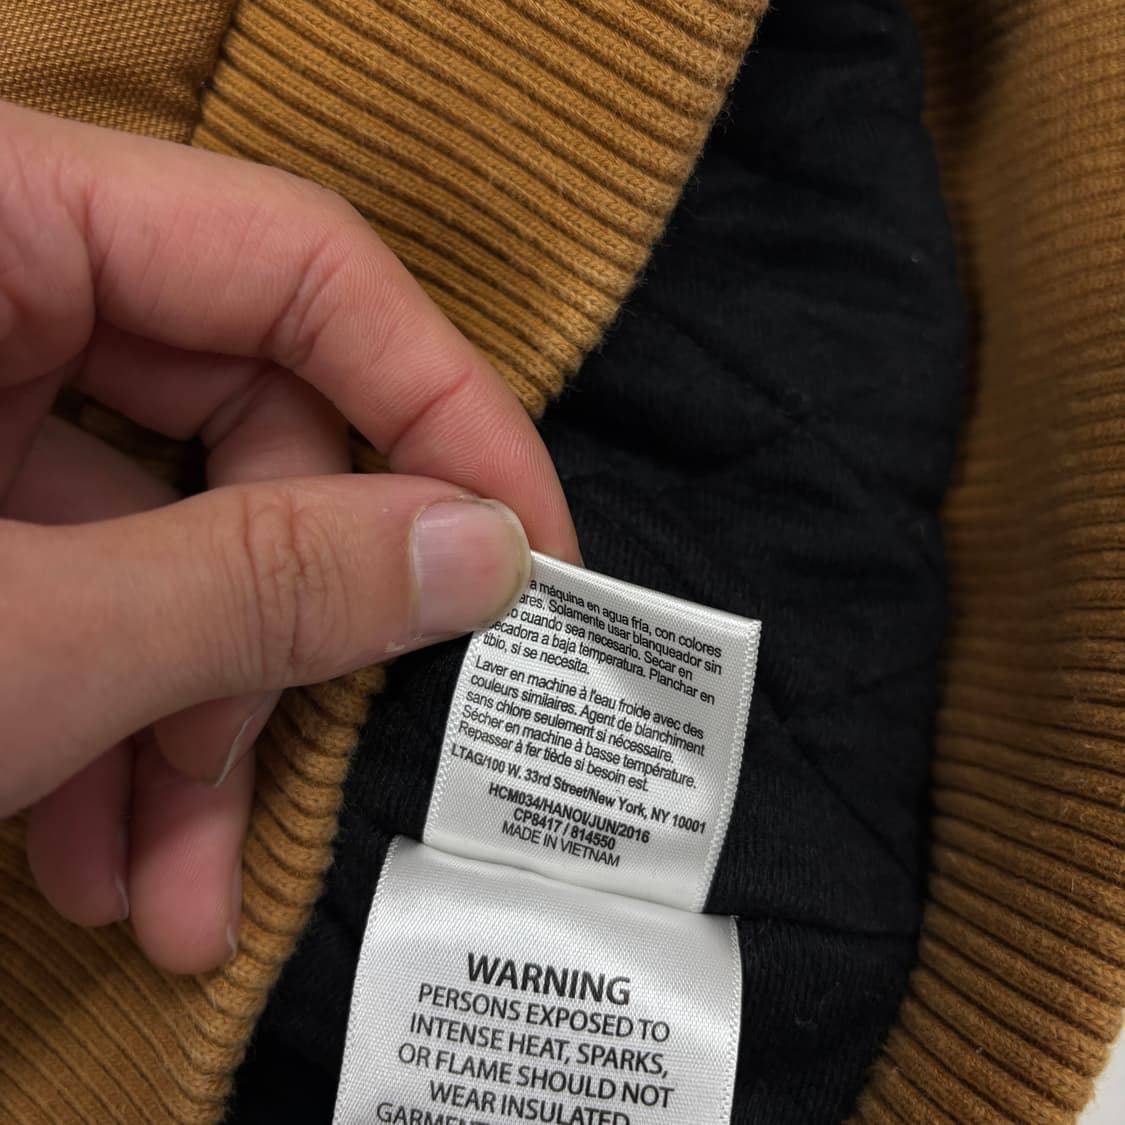 a máquina en agua fría, con colores
ares. Solamente usar blanqueador sin
o cuando sea necesario. Secar en
ecadora a baja temperatura. Planchar en
tibio, si se necesita.
Laver en machine à l'eau froide avec des
couleurs similaires. Agent de blanchiment
sans chlore seulement si nécessaire.
Sécher en machine à basse température.
Repasser à fer tiède si besoin est.
LTAG/100 W. 33rd Street/New York, NY 10001
HCM034/HANOI/JUN/2016
CP8417 / 814550
MADE IN VIETNAM
WARNING
PERSONS EXPOSED TO
INTENSE HEAT, SPARKS,
OR FLAME SHOULD NOT
WEAR INSULATED